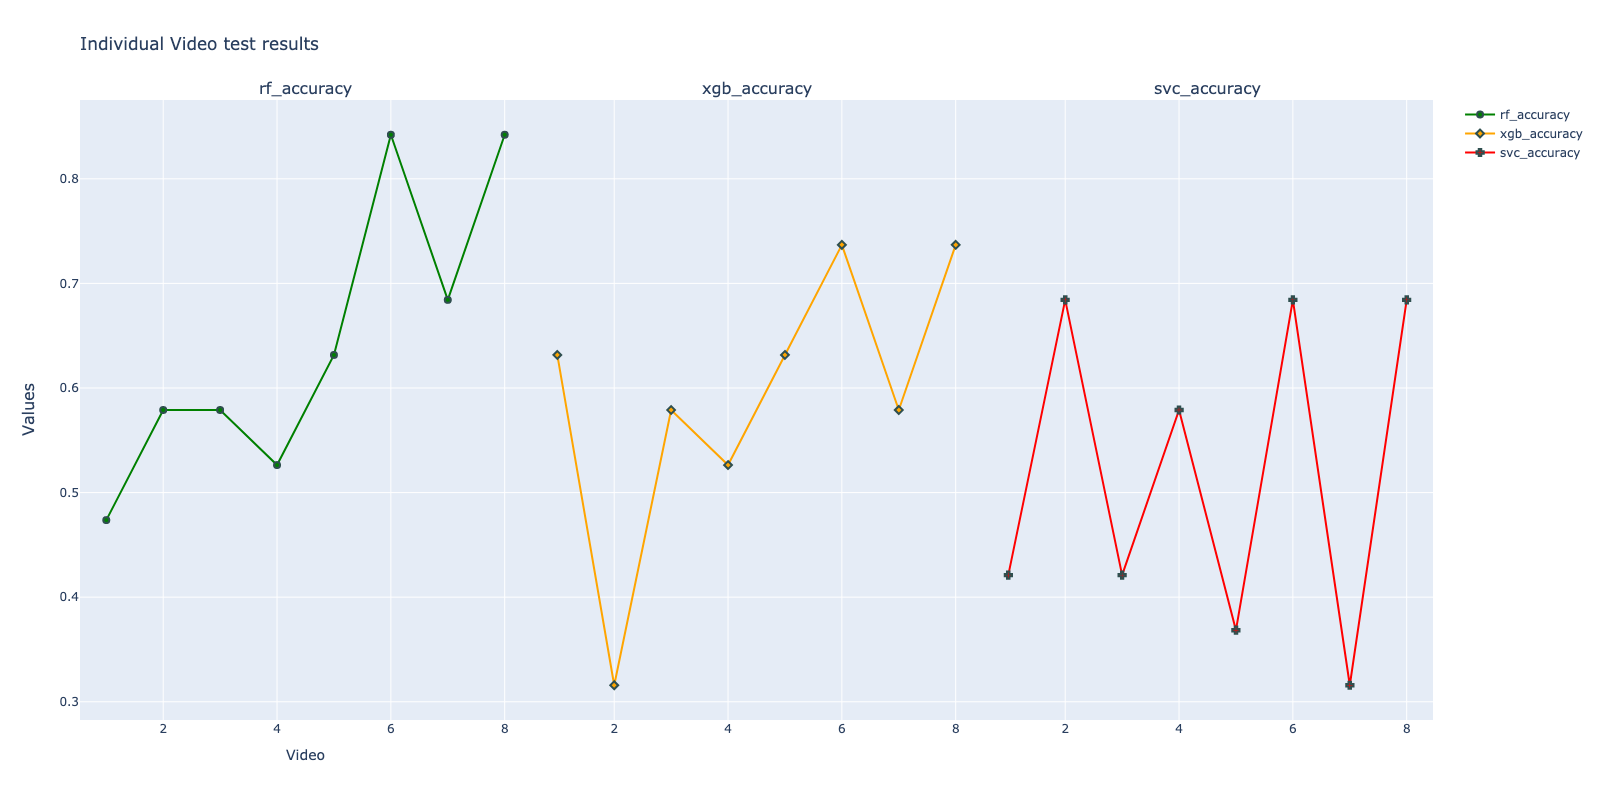 Individual Video test results
rf_accuracy
xgb_accuracy
svc_accuracy
rf_accuracy
xgb_accuracy
svc_accuracy
Values
0.8
0.7
0.6
0.5
0.4
0.3
2 4 6 8 2 4 6 8 2 4 6 8
Video